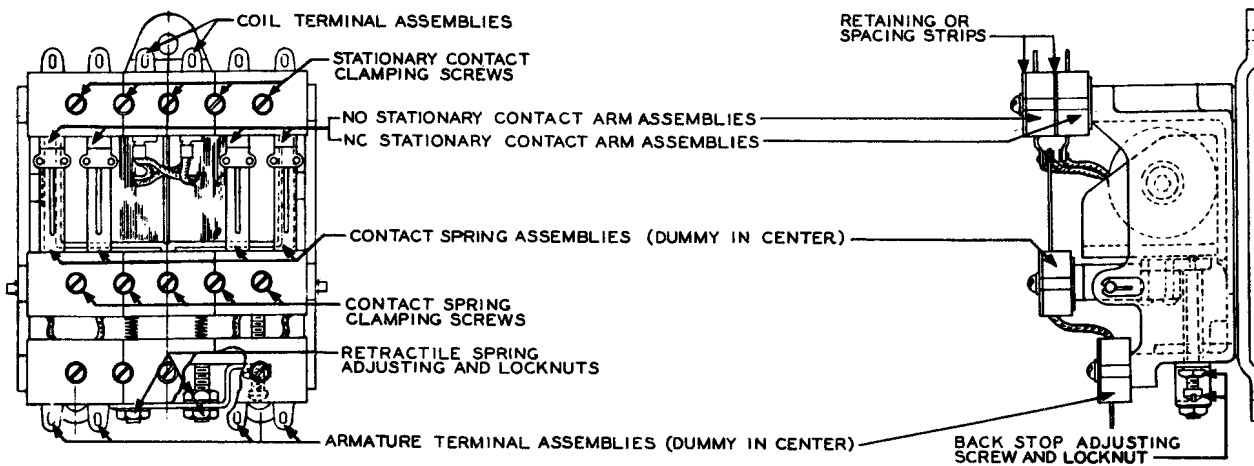 COIL TERMINAL ASSEMBLIES
STATIONARY CONTACT
CLAMPING SCREWS
NO STATIONARY CONTACT ARM ASSEMBLIES
NC STATIONARY CONTACT ARM ASSEMBLIES
CONTACT SPRING ASSEMBLIES (DUMMY IN CENTER)
CONTACT SPRING
CLAMPING SCREWS
RETRACTILE SPRING
ADJUSTING AND LOCKNUTS
ARMATURE TERMINAL ASSEMBLIES (DUMMY IN CENTER)
RETAINING OR
SPACING STRIPS
BACK STOP ADJUSTING
SCREW AND LOCKNUT